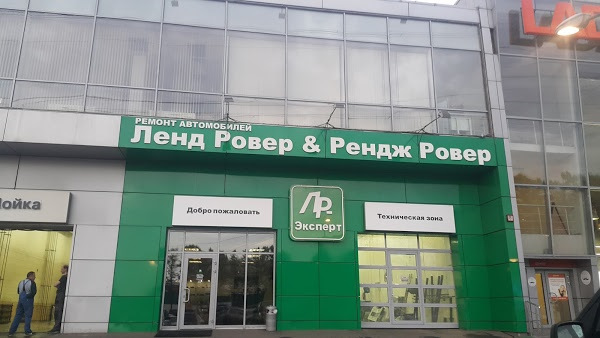 РЕМОНТ АВТОМОБИЛЕЙ
Ленд Ровер & Рендж Ровер
Мойка
Добро пожаловать
ЛР
Эксперт
Техническая зона